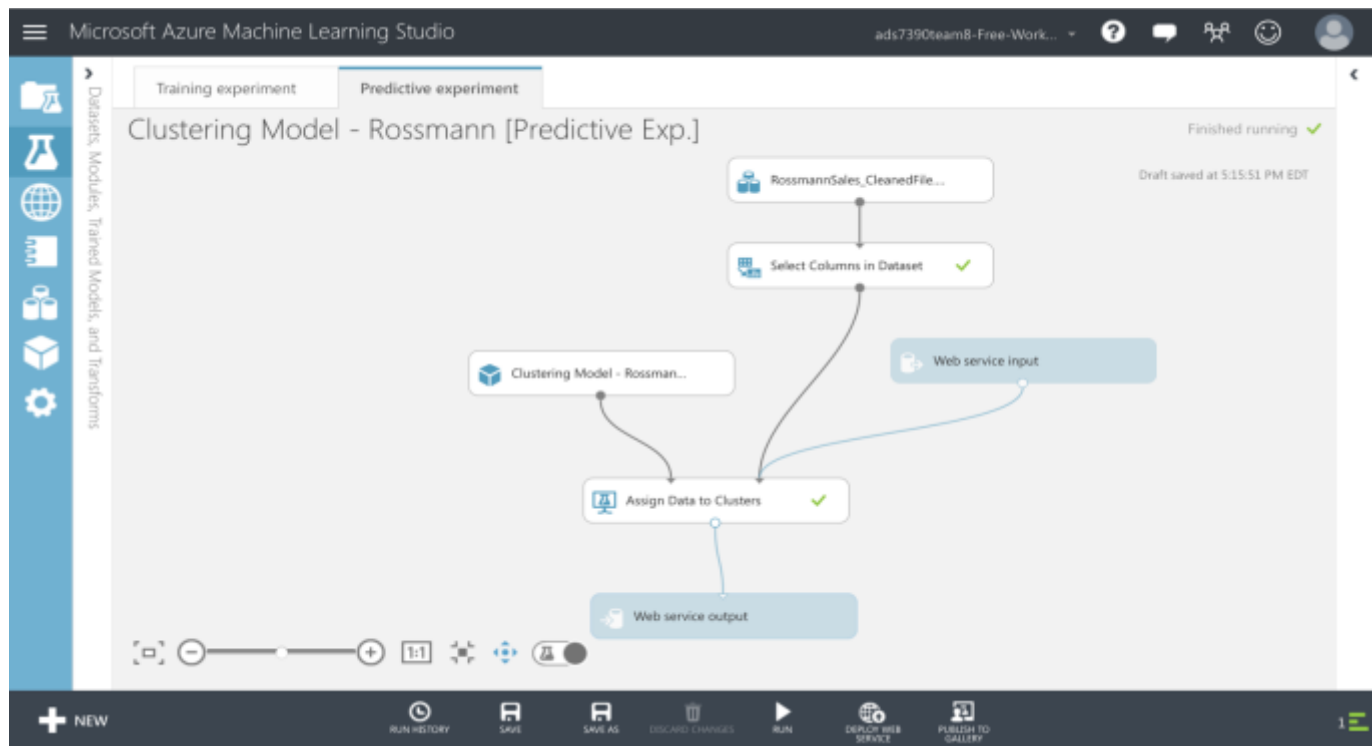 Microsoft Azure Machine Learning Studio
ads7390team8-Free-Work...
?
Datasets, Modules, Trained Models, and Transforms
Training experiment
Predictive experiment
Clustering Model - Rossmann [Predictive Exp.]
Finished running
Draft saved at 5:15:51 PM EDT
RossmannSales_CleanedFile...
Select Columns in Dataset
Web service input
Clustering Model - Rossman...
Assign Data to Clusters
Web service output
1:1
NEW
RUN HISTORY
SAVE
SAVE AS
DISCARD CHANGES
RUN
DEPLOY WEB
SERVICE
PUBLISH TO
GALLERY
1